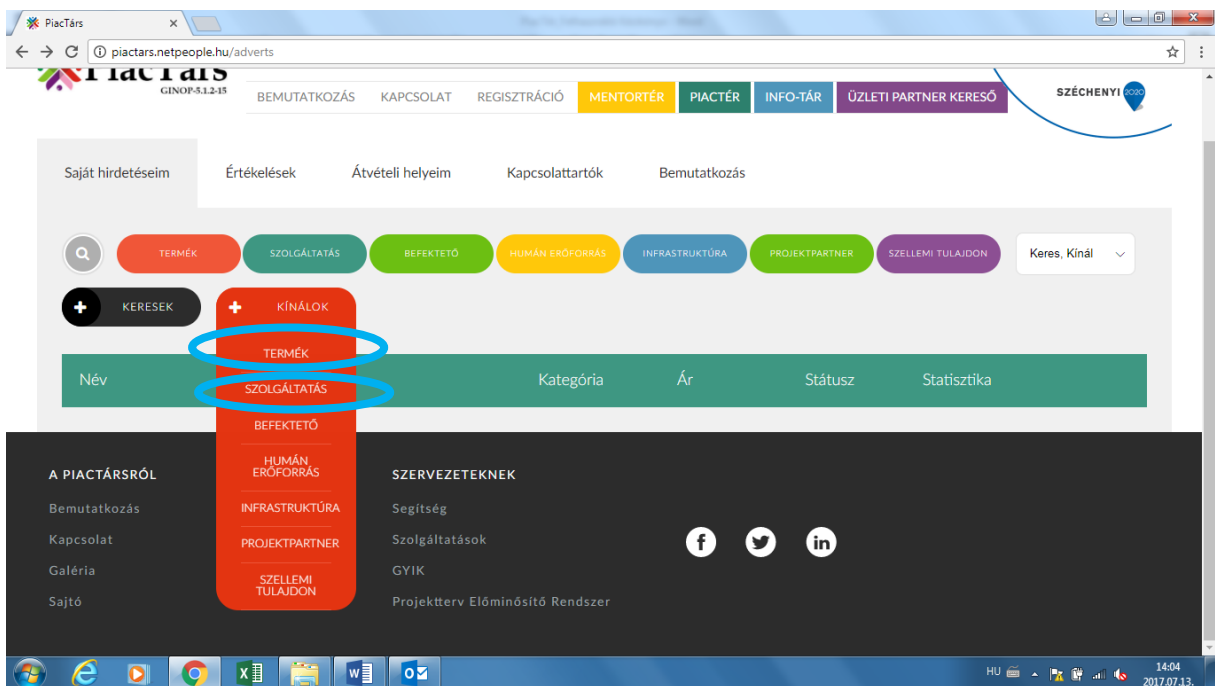 PiacTárs
piactars.netpeople.hu/adverts
PiacTárs
GINOP-5.1.2-15
BEMUTATKOZÁS KAPCSOLAT REGISZTRÁCIÓ MENTORTÉR PIACTÉR INFO-TÁR ÜZLETI PARTNER KERESŐ
SZÉCHENYI 2020
Saját hirdetéseim Értékelések Átvételi helyeim Kapcsolattartók Bemutatkozás
TERMÉK SZOLGÁLTATÁS BEFEKTETŐ HUMÁN ERŐFORRÁS INFRASTRUKTÚRA PROJEKTPARTNER SZELLEMI TULAJDON Keres, Kínál
KERESEK KÍNÁLOK
TERMÉK
Név Kategória Ár Státusz Statisztika
SZOLGÁLTATÁS
BEFEKTETŐ
HUMÁN
ERŐFORRÁS
INFRASTRUKTÚRA
PROJEKTPARTNER
SZELLEMI
TULAJDON
A PIACTÁRSRÓL
Bemutatkozás
Kapcsolat
Galéria
Sajtó
SZERVEZETEKNEK
Segítség
Szolgáltatások
GYIK
Projektterv Előminősítő Rendszer
HU
14:04
2017.07.13.